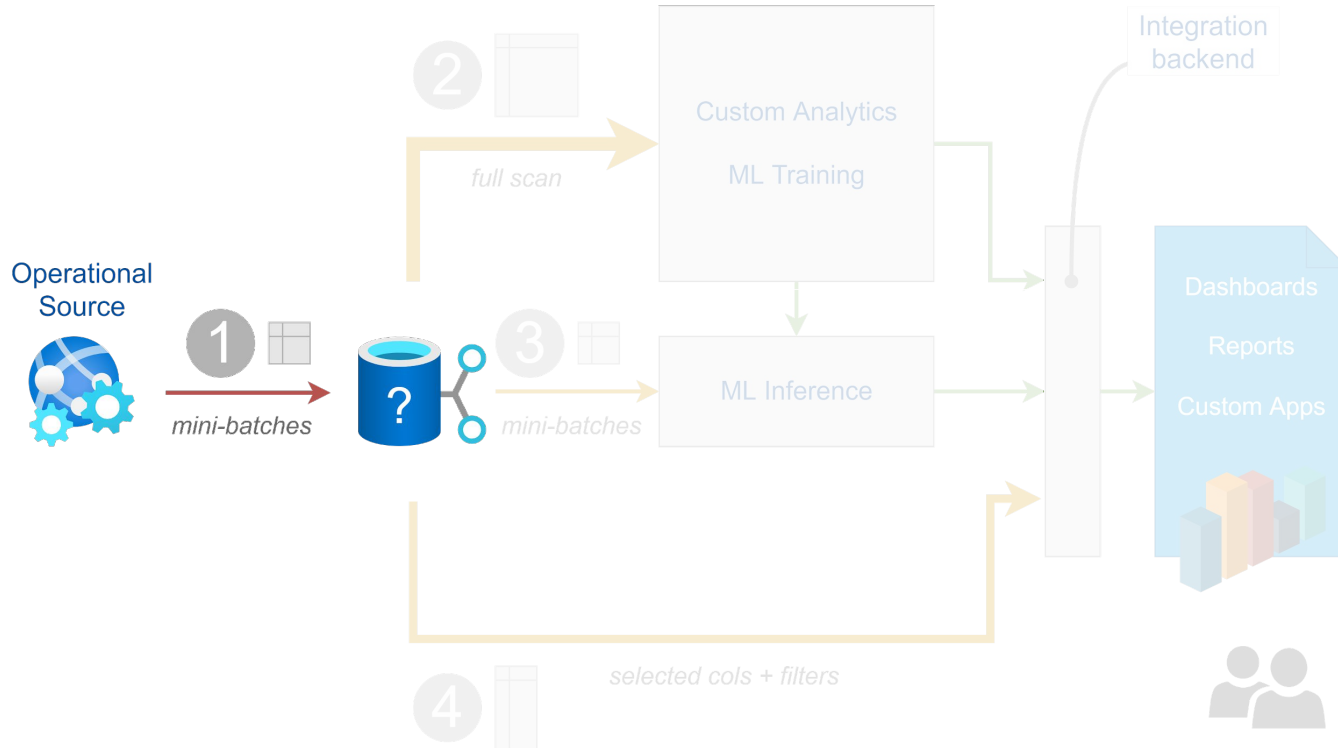 2
Integration
backend
Custom Analytics
ML Training
full scan
Operational
Source
1
mini-batches
?
3
mini-batches
ML Inference
Dashboards
Reports
Custom Apps
selected cols + filters
4